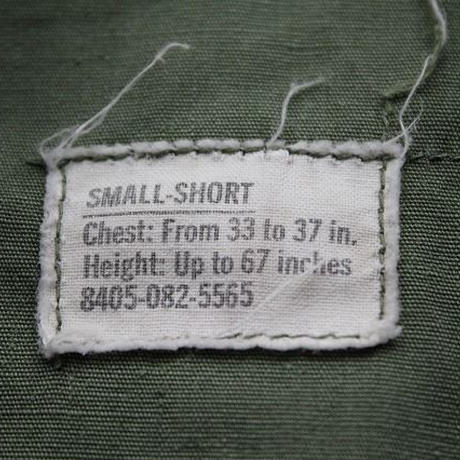 SMALL-SHORT
Chest: From 33 to 37 in.
Height: Up to 67 inches
8405-082-5565